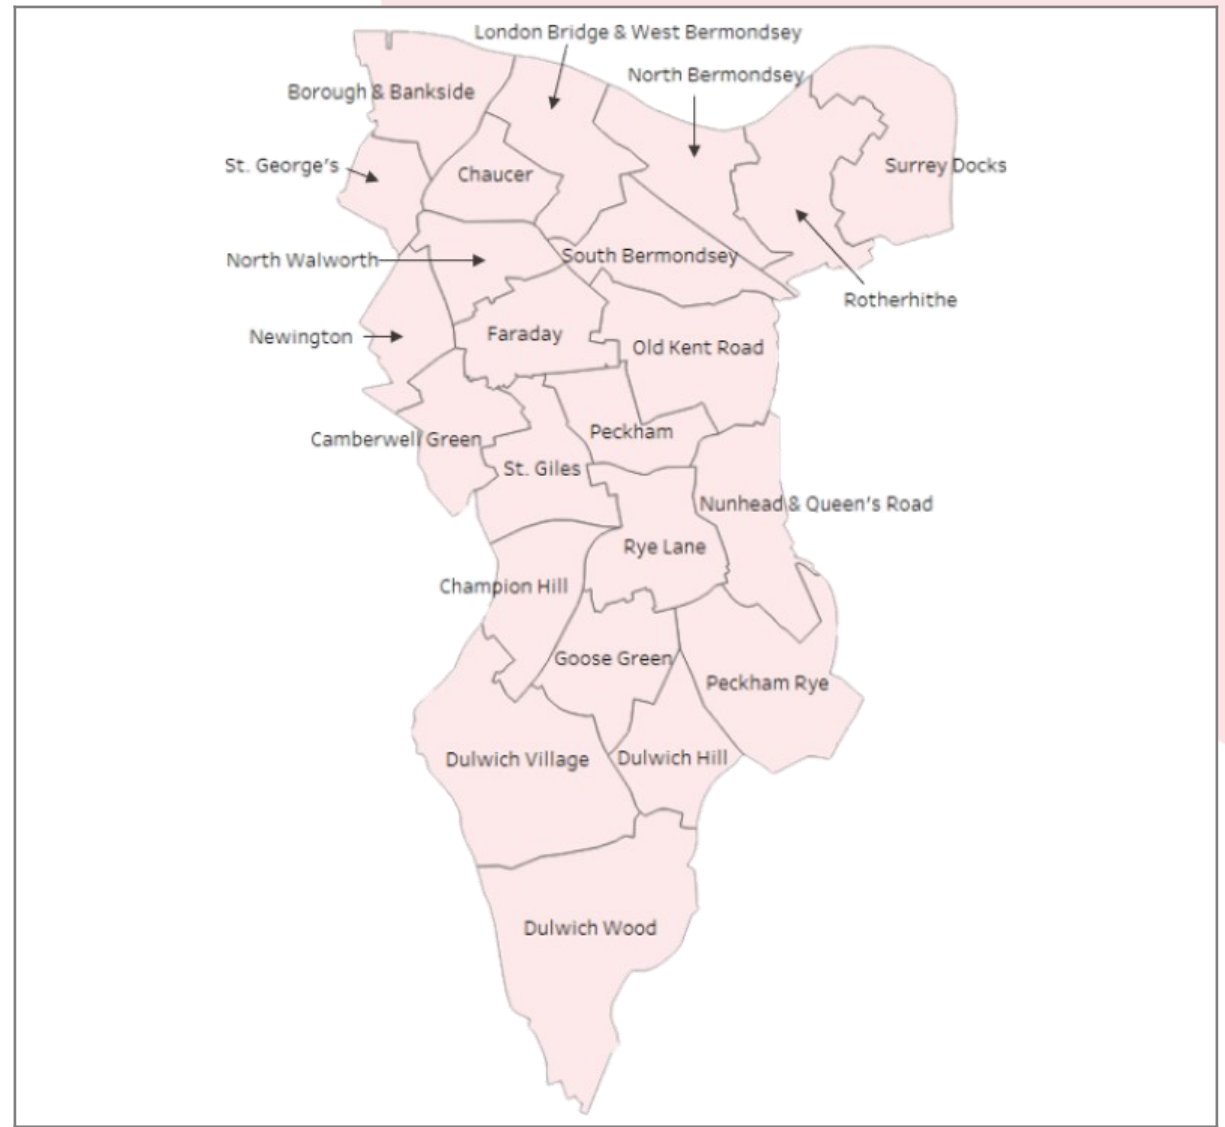 London Bridge & West Bermondsey
North Bermondsey
Borough & Bankside
St. George's
Chaucer
Surrey Docks
North Walworth
South Bermondsey
Rotherhithe
Newington
Faraday
Old Kent Road
Camberwell Green
Peckham
St. Giles
Nunhead & Queen's Road
Rye Lane
Champion Hill
Goose Green
Peckham Rye
Dulwich Village
Dulwich Hill
Dulwich Wood